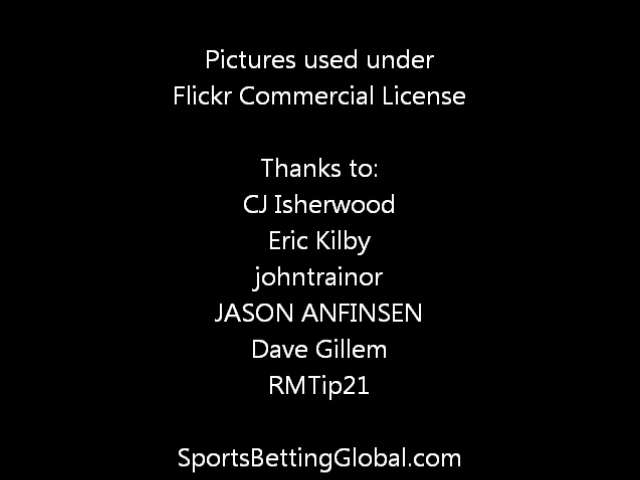 Pictures used under
Flickr Commercial License
Thanks to:
CJ Isherwood
Eric Kilby
johntrainor
JASON ANFINSEN
Dave Gillem
RMTip21
SportsBettingGlobal.com